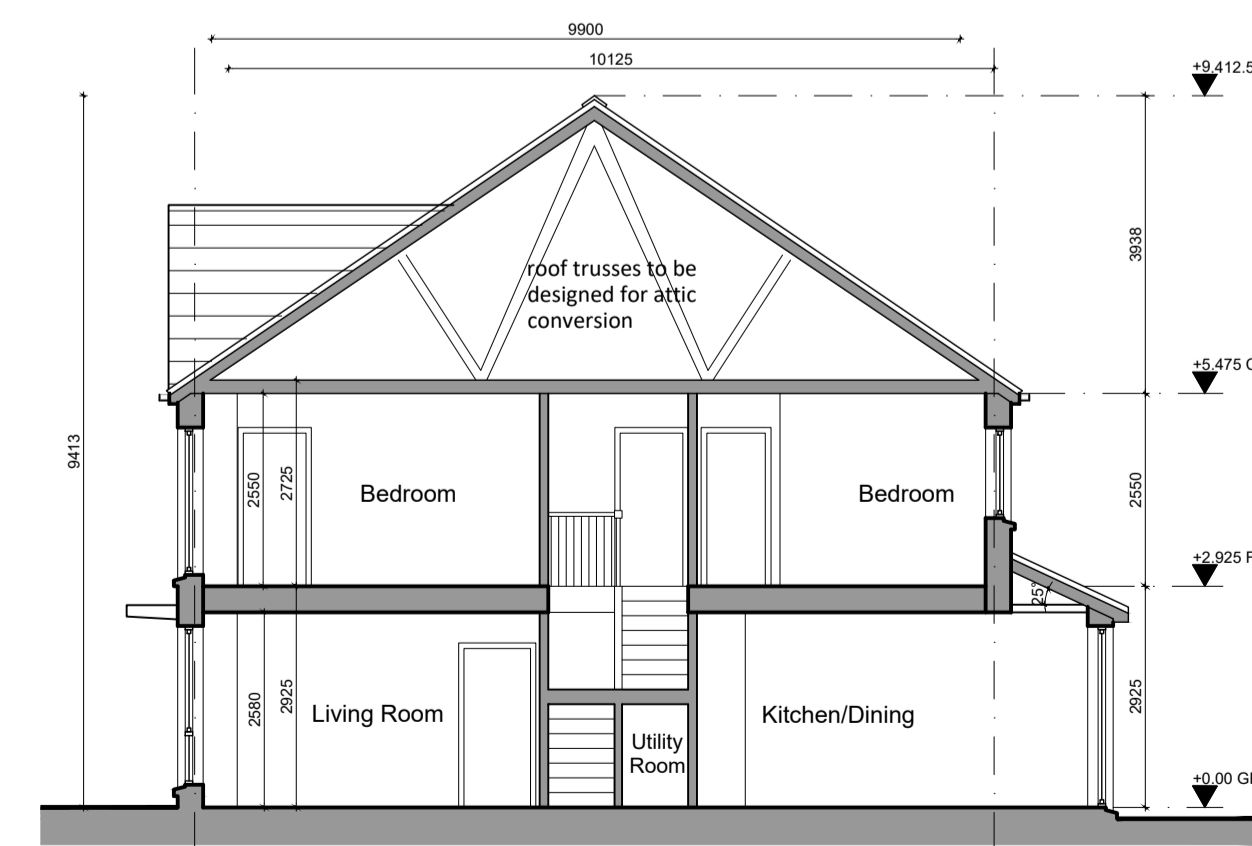 9900
10125
+9,412.5
3938
roof trusses to be
designed for attic
conversion
+5.475 C
9413
2550
2725
Bedroom
Bedroom
2550
+2.925 F
25°
2580
2925
Living Room
Kitchen/Dining
Utility
Room
2925
+0.00 Gl